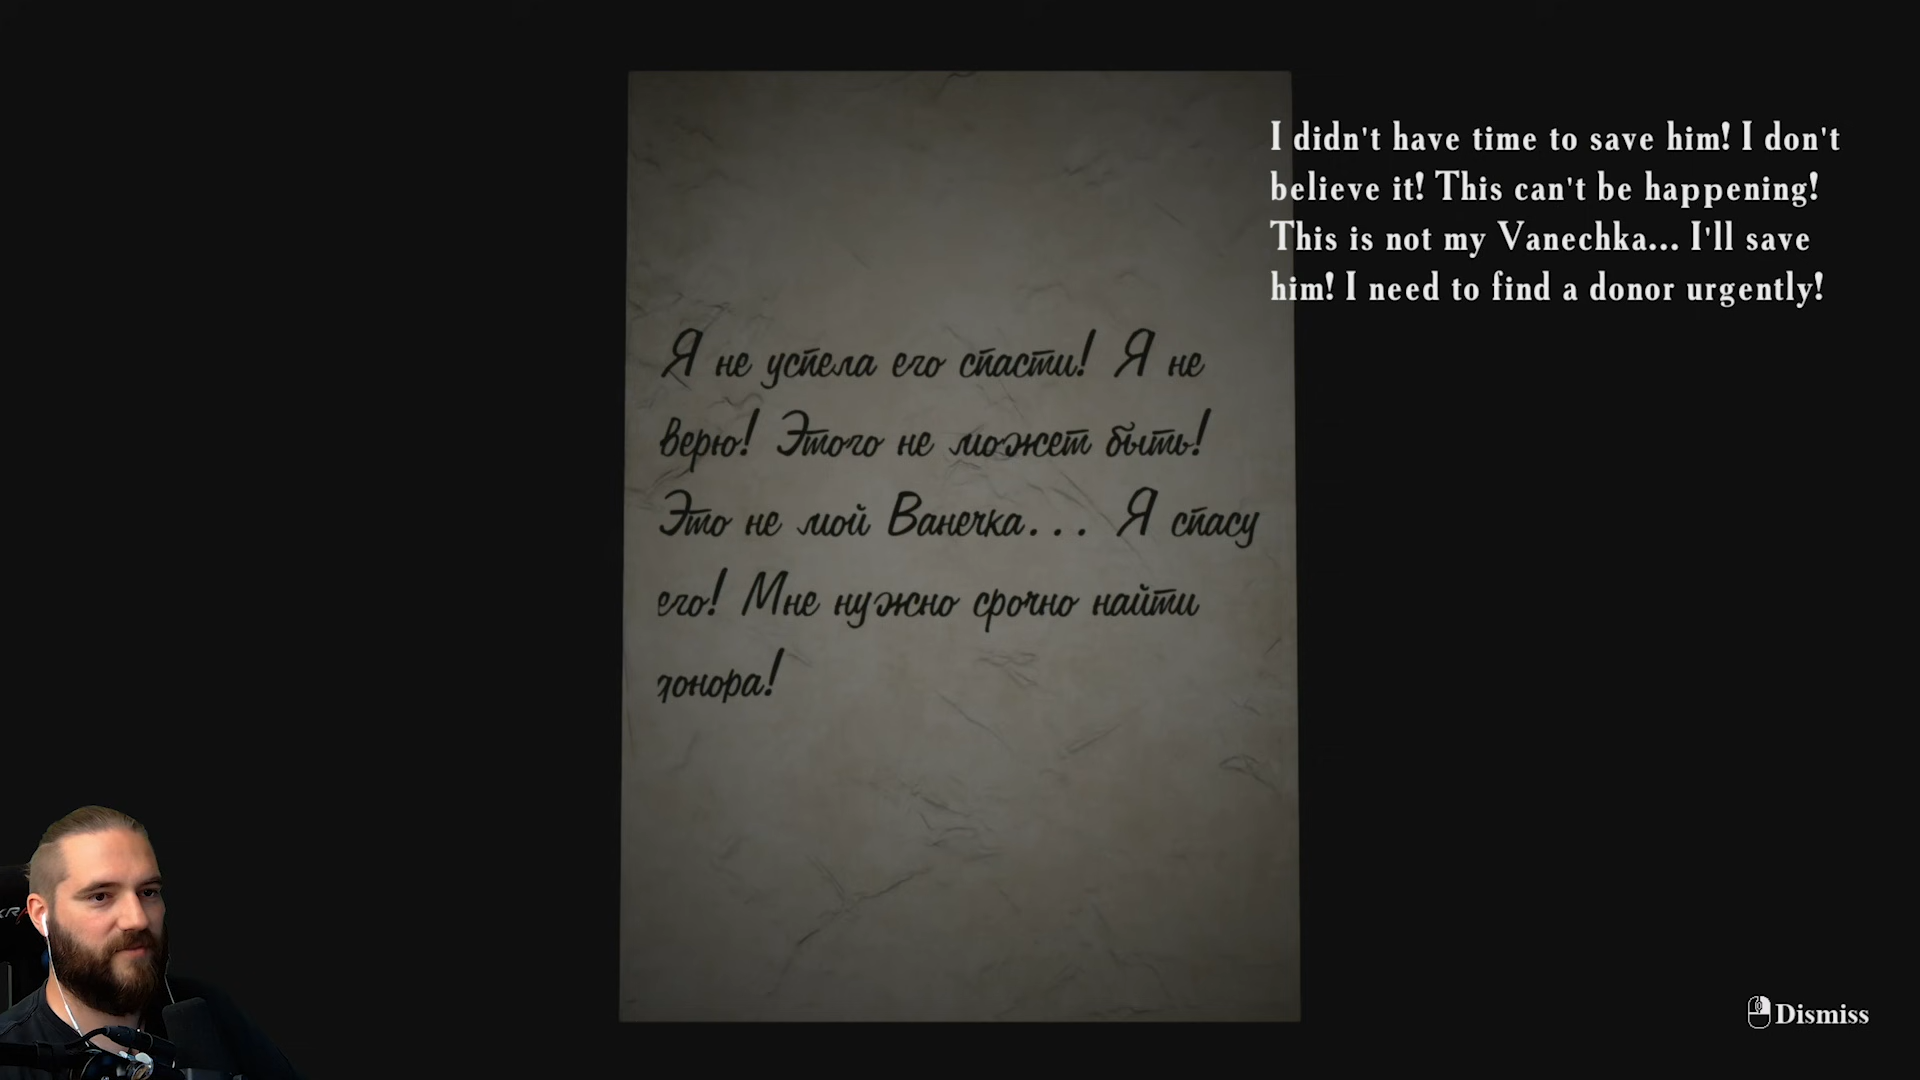 I didn't have time to save him! I don't
believe it! This can't be happening!
This is not my Vanechka... I'll save
him! I need to find a donor urgently!
Я не успела его спасти! Я не
верю! Этого не может быть!
Это не мой Ванечка... Я спасу
его! Мне нужно срочно найти
донора!
Dismiss